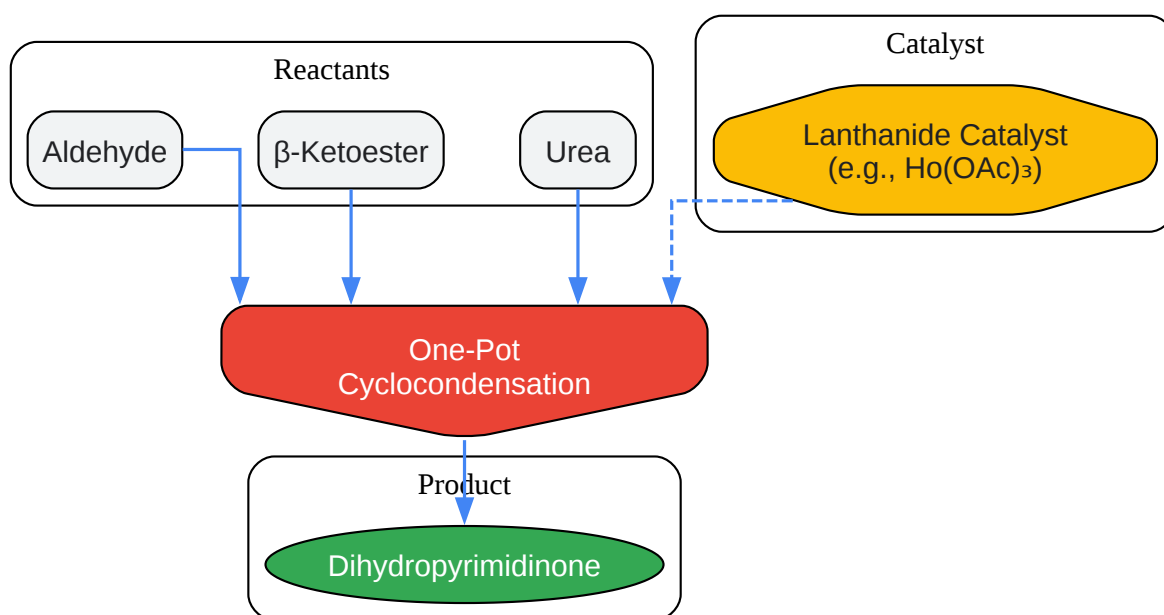 Reactants
Catalyst
Aldehyde
β-Ketoester
Urea
Lanthanide Catalyst
(e.g., Ho(OAc)₃)
One-Pot
Cyclocondensation
Product
Dihydropyrimidinone